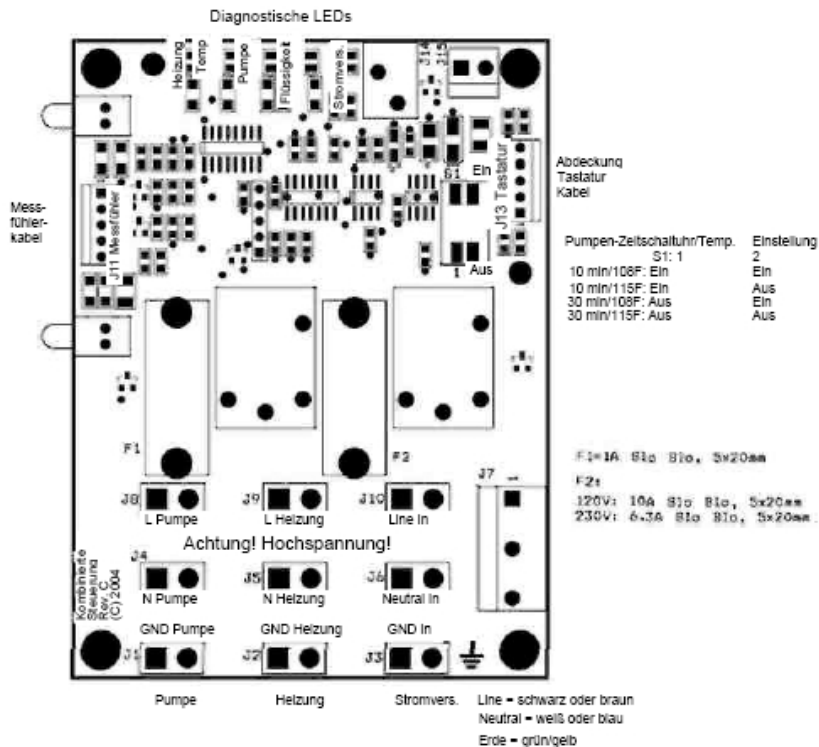 Diagnostische LEDs
Heizung
Temp
Pumpe
Flüssigkeit
Stromvers.
J14
J15
S1
Ein
J13 Tastatur
Abdeckung
Tastatur
Kabel
Mess-
fühler-
kabel
J11 Messfühler
1
Aus
Pumpen-Zeitschaltuhr/Temp. Einstellung
S1: 1 2
10 min/108F: Ein Ein
10 min/115F: Ein Aus
30 min/108F: Aus Ein
30 min/115F: Aus Aus
F1
F2
F1=1A Slo Blo, 5x20mm
F2:
120V: 10A Slo Blo, 5x20mm
230V: 6.3A Slo Blo, 5x20mm
J7
1
J8
J9
J10
L Pumpe
L Heizung
Line In
Achtung! Hochspannung!
J4
J5
J6
N Pumpe
N Heizung
Neutral In
Kombinierte
Steuerung
Rev. C
(C) 2004
GND Pumpe
GND Heizung
GND In
J1
J2
J3
Pumpe
Heizung
Stromvers.
Line = schwarz oder braun
Neutral = weiß oder blau
Erde = grün/gelb